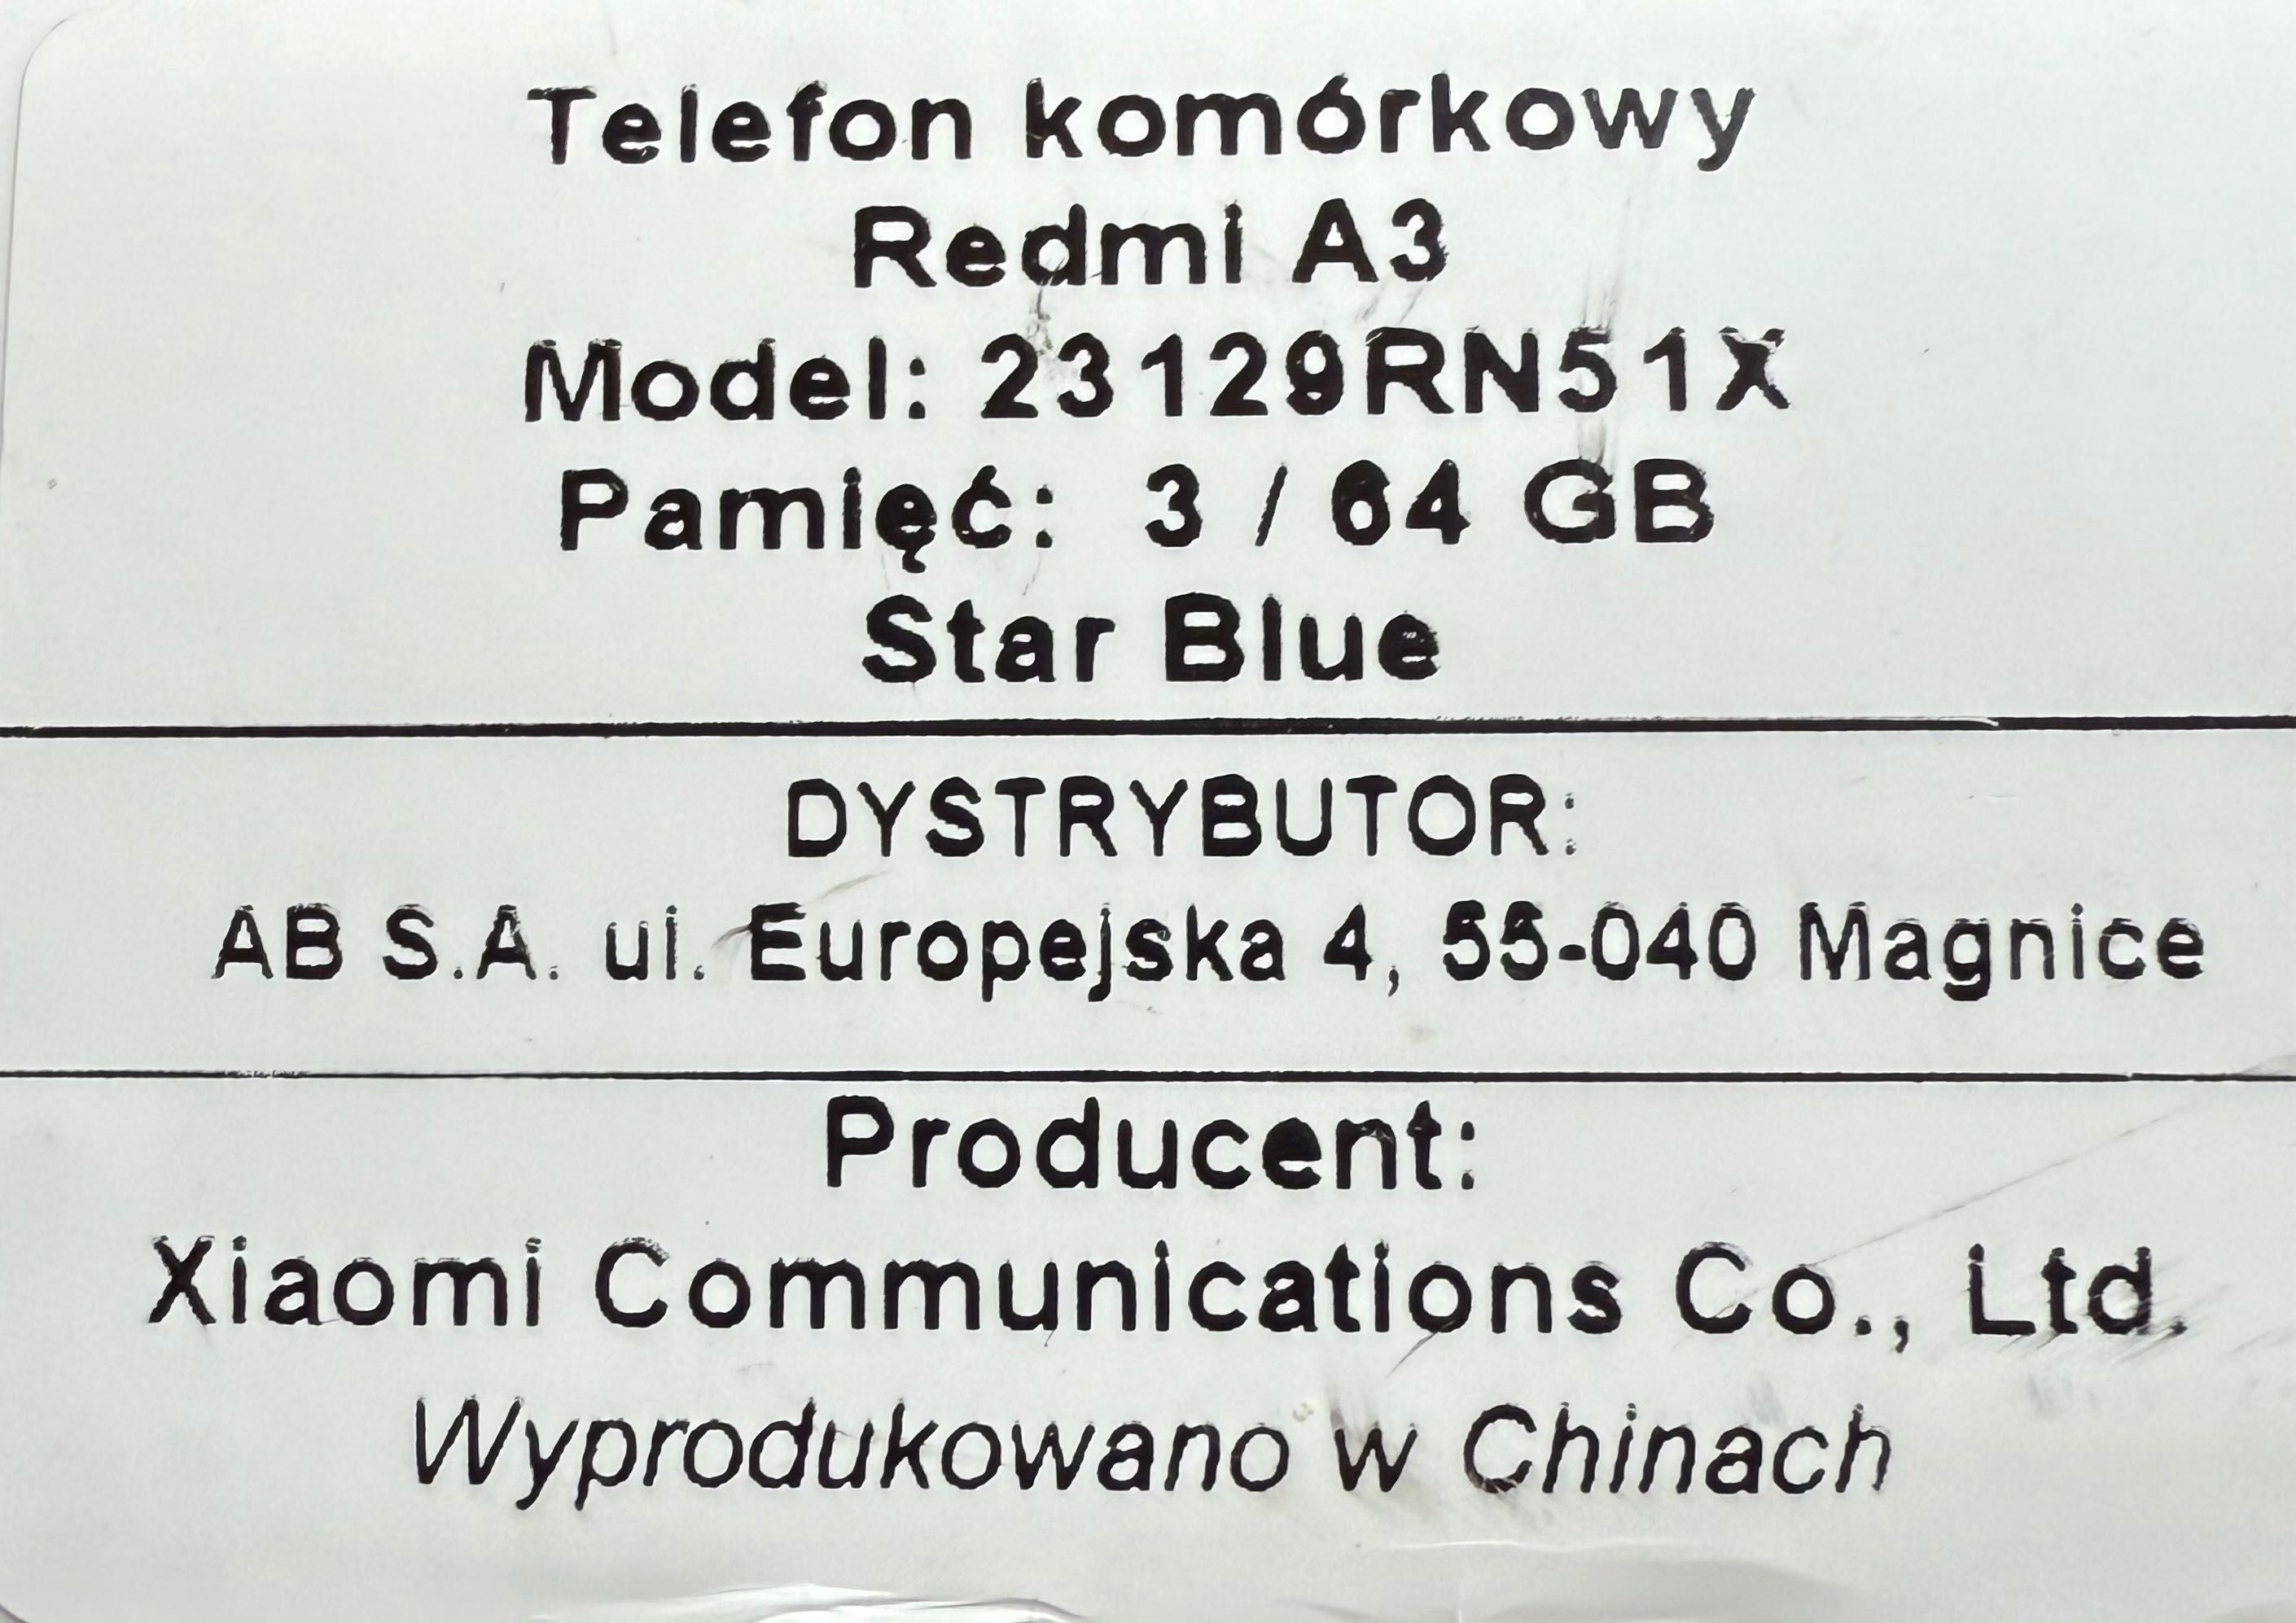 Telefon komórkowy
Redmi A3
Model: 23129RN51X
Pamięć: 3 / 64 GB
Star Blue
DYSTRYBUTOR:
AB S.A. ul. Europejska 4, 55-040 Magnice
Producent:
Xiaomi Communications Co., Ltd.
Wyprodukowano w Chinach